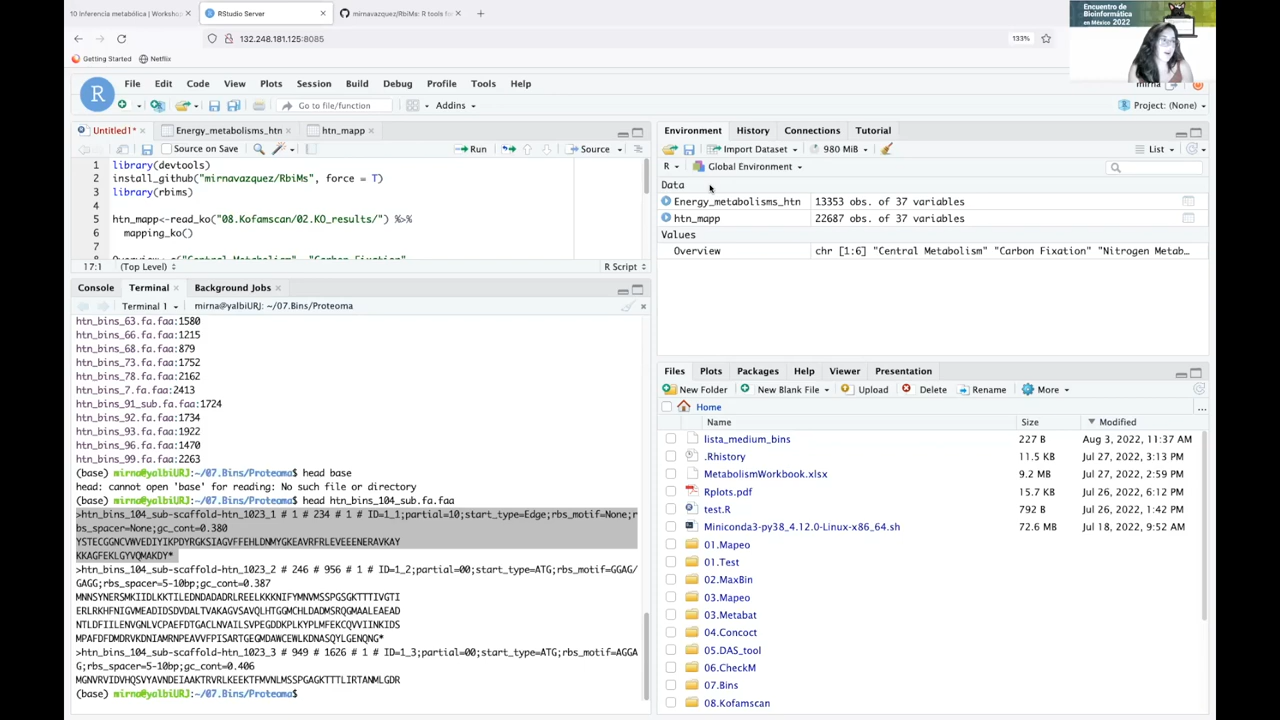 10 Inferencia metabólica | Worksho
RStudio Server
mirnavazquez/RbiMs: R tools fo
132.248.181.125:8085
133%
Getting Started
Netflix
Encuentro de
Bioinformática
en México
2022
File Edit Code View Plots Session Build Debug Profile Tools Help
mirna
Go to file/function
Addins
Project: (None)
Untitled1*
Energy_metabolisms_htn
htn_mapp
Source on Save
Run
Source
1 library(devtools)
2 install_github("mirnavazquez/RbiMs", force = T)
3 library(rbims)
4
5 htn_mapp<-read_ko("08.Kofamscan/02.KO_results/") %>%
6 mapping_ko()
7
17:1 (Top Level) R Script
Console Terminal Background Jobs
Terminal 1 mirna@yalbiURJ: ~/07.Bins/Proteoma
htn_bins_63.fa.faa:1580
htn_bins_66.fa.faa:1215
htn_bins_68.fa.faa:879
htn_bins_73.fa.faa:1752
htn_bins_78.fa.faa:2162
htn_bins_7.fa.faa:2413
htn_bins_91_sub.fa.faa:1724
htn_bins_92.fa.faa:1734
htn_bins_93.fa.faa:1922
htn_bins_96.fa.faa:1470
htn_bins_99.fa.faa:2263
(base) mirna@yalbiURJ:~/07.Bins/Proteoma$ head base
head: cannot open 'base' for reading: No such file or directory
(base) mirna@yalbiURJ:~/07.Bins/Proteoma$ head htn_bins_104_sub.fa.faa
>htn_bins_104_sub-scaffold-htn_1023_1 # 1 # 234 # 1 # ID=1_1;partial=10;start_type=Edge;rbs_motif=None;r
bs_spacer=None;gc_cont=0.380
YSTECGGNCVWVEDIYIKPDYRGKSIAGVFFEHLDNMYGKEAVRFRLEVEEENERAVKAY
KKAGFEKLGYVQMAKDY*
>htn_bins_104_sub-scaffold-htn_1023_2 # 246 # 956 # 1 # ID=1_2;partial=00;start_type=ATG;rbs_motif=GGAG/
GAGG;rbs_spacer=5-10bp;gc_cont=0.387
MNNSYNERSMKIIDLKKTILEDNDADADRLREELKKKNIFYMNVMSSPGSGKTTTIVGTI
ERLRKHFNIGVMEADIDSDVDALTVAKAGVSAVQLHTGGMCHLDADMSRQGMAALEAEAD
NTLDFIILENVGNLVCPAEFDTGACLNVAILSVPEGDDKPLKYPLMFEKCQVVIINKIDS
MPAFDFDMDRVKDNIAMRNPEAVVFPISARTGEGMDAWCEWLKDNASQYLGENQNG*
>htn_bins_104_sub-scaffold-htn_1023_3 # 949 # 1626 # 1 # ID=1_3;partial=00;start_type=ATG;rbs_motif=AGGA
G;rbs_spacer=5-10bp;gc_cont=0.406
MGNVRVIDVHQSVYAVNDEIAAKTRVRLKEEKTFMVNLMSSPGAGKTTTLIRTANMLGDR
(base) mirna@yalbiURJ:~/07.Bins/Proteoma$
Environment History Connections Tutorial
Import Dataset 980 MiB List
R Global Environment
Data
Energy_metabolisms_htn 13353 obs. of 37 variables
htn_mapp 22687 obs. of 37 variables
Values
Overview chr [1:6] "Central Metabolism" "Carbon Fixation" "Nitrogen Metab…
Files Plots Packages Help Viewer Presentation
New Folder New Blank File Upload Delete Rename More
Home
Name Size Modified
lista_medium_bins 227 B Aug 3, 2022, 11:37 AM
.Rhistory 11.5 KB Jul 27, 2022, 3:13 PM
MetabolismWorkbook.xlsx 9.2 MB Jul 27, 2022, 2:59 PM
Rplots.pdf 15.7 KB Jul 26, 2022, 6:12 PM
test.R 792 B Jul 26, 2022, 1:42 PM
Miniconda3-py38_4.12.0-Linux-x86_64.sh 72.6 MB Jul 18, 2022, 9:52 AM
01.Mapeo
01.Test
02.MaxBin
03.Mapeo
03.Metabat
04.Concoct
05.DAS_tool
06.CheckM
07.Bins
08.Kofamscan